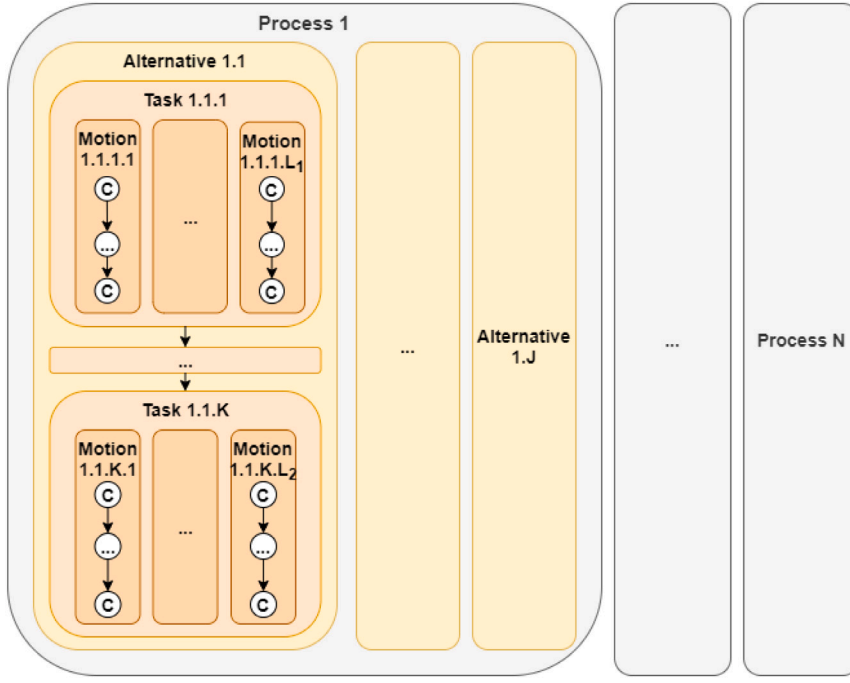 Process 1
Alternative 1.1
Task 1.1.1
Motion
1.1.1.1
C
...
C
...
Motion
1.1.1.L₁
C
...
C
...
Task 1.1.K
Motion
1.1.K.1
C
...
C
...
Motion
1.1.K.L₂
C
...
C
...
Alternative
1.J
...
Process N